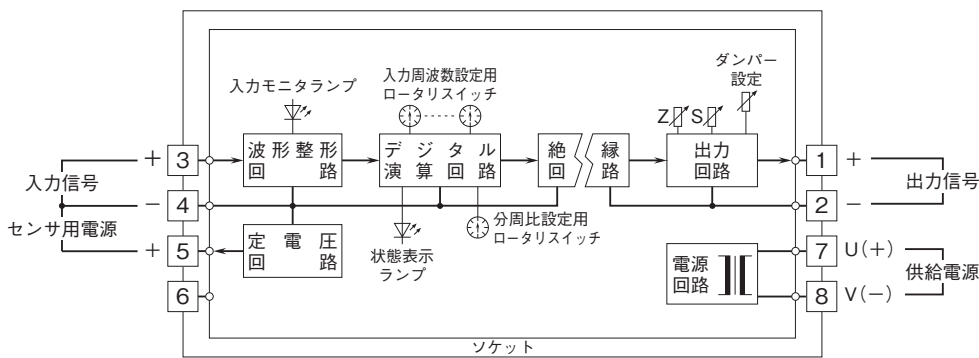 ダンパー
設定
入力周波数設定用
ロータリスイッチ
入力モニタランプ
Z S
3 + 波形整形
回路
デジタル
演算回路
絶縁
回路
出力
回路
1 +
入力信号
4 −
2 −
出力信号
センサ用電源
5 +
定電圧
回路
状態表示
ランプ
分周比設定用
ロータリスイッチ
6
電源
回路
7 U(+)
8 V(−)
供給電源
ソケット